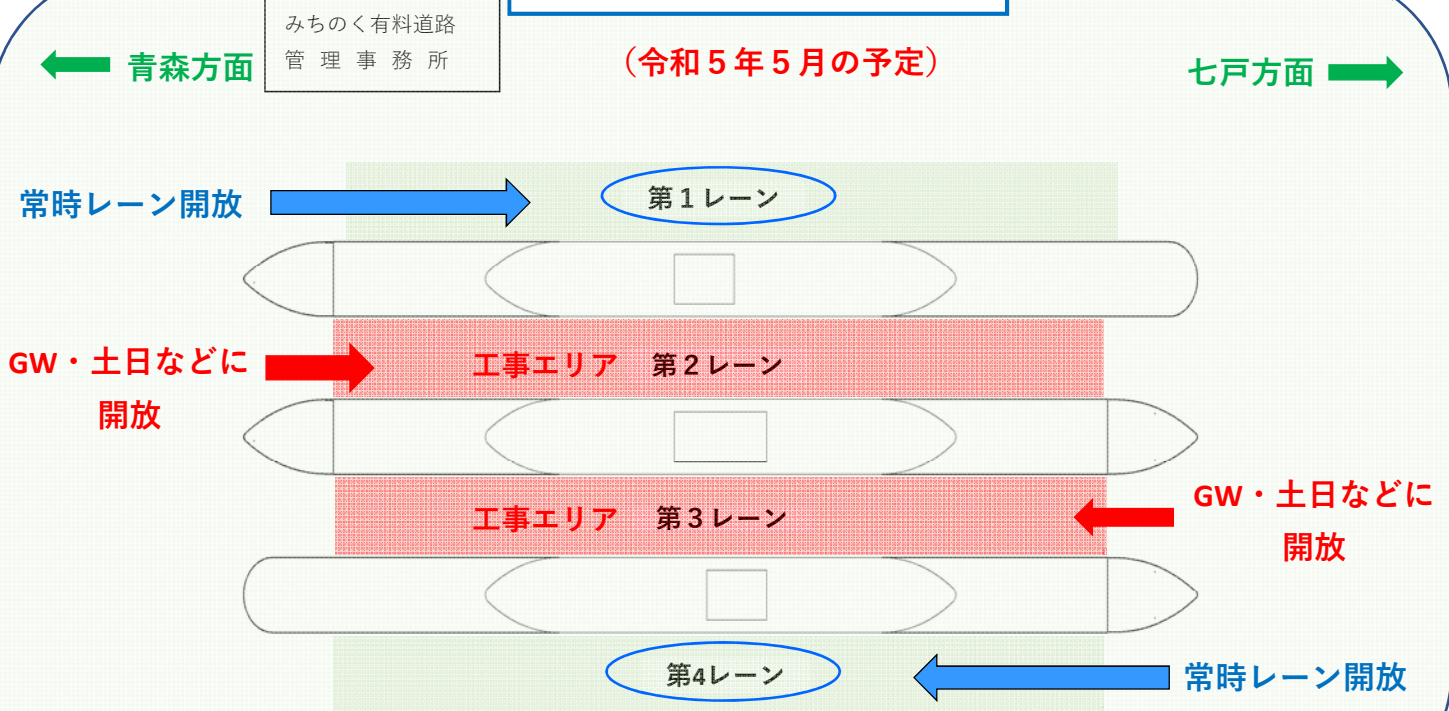 みちのく有料道路
管理事務所
（令和５年５月の予定）
青森方面
七戸方面
常時レーン開放
第１レーン
GW・土日などに
開放
工事エリア 第２レーン
工事エリア 第３レーン
GW・土日などに
開放
第4レーン
常時レーン開放